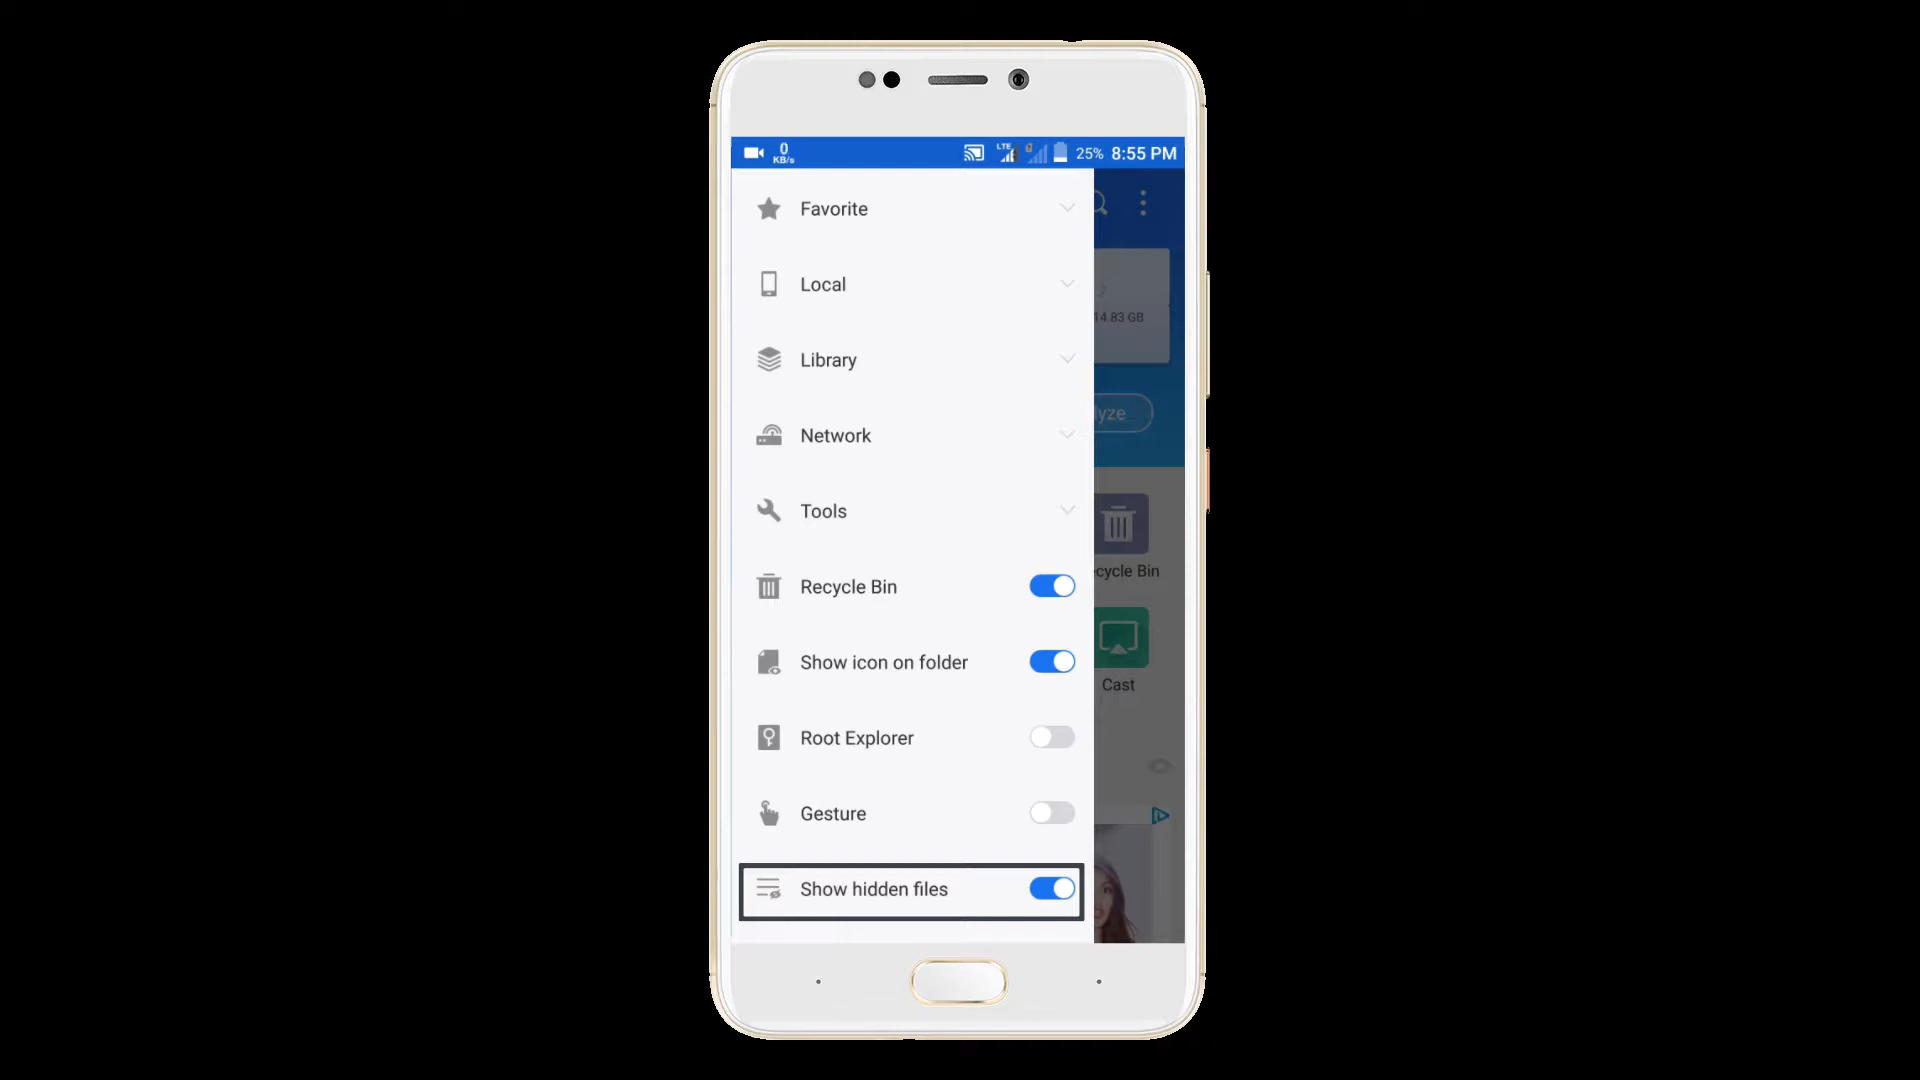 0
KB/s
LTE
25% 8:55 PM
Favorite
Local
14.83 GB
Library
lyze
Network
Tools
Recycle Bin
cycle Bin
Show icon on folder
Cast
Root Explorer
Gesture
Show hidden files